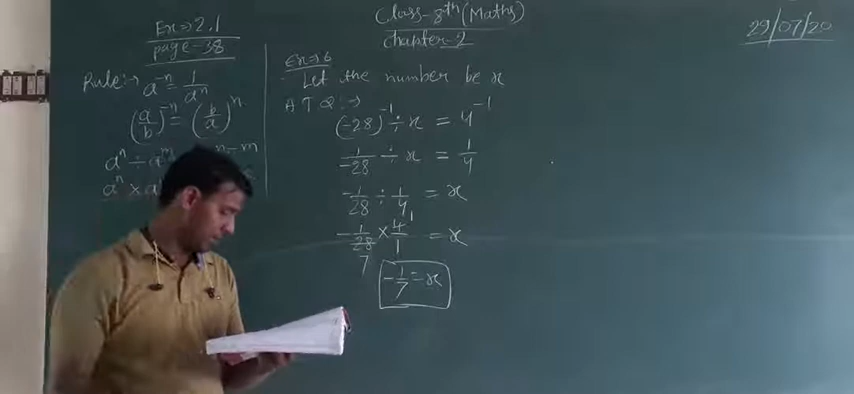 Class-8th (Maths)
Chapter-2
29/07/20
Ex⇒2.1
page-38
Rule:→ a^-n = 1/a^n
(a/b)^-n = (b/a)^n
a^n ÷ a^m
a^n × a
Ex⇒6
Let the number be x
A T Q:→
(-28)^-1 ÷ x = 4^-1
1/-28 ÷ x = 1/4
-1/28 ÷ 1/4 = x
-1/28 × 4/1 = x
7
1
-1/7 = x